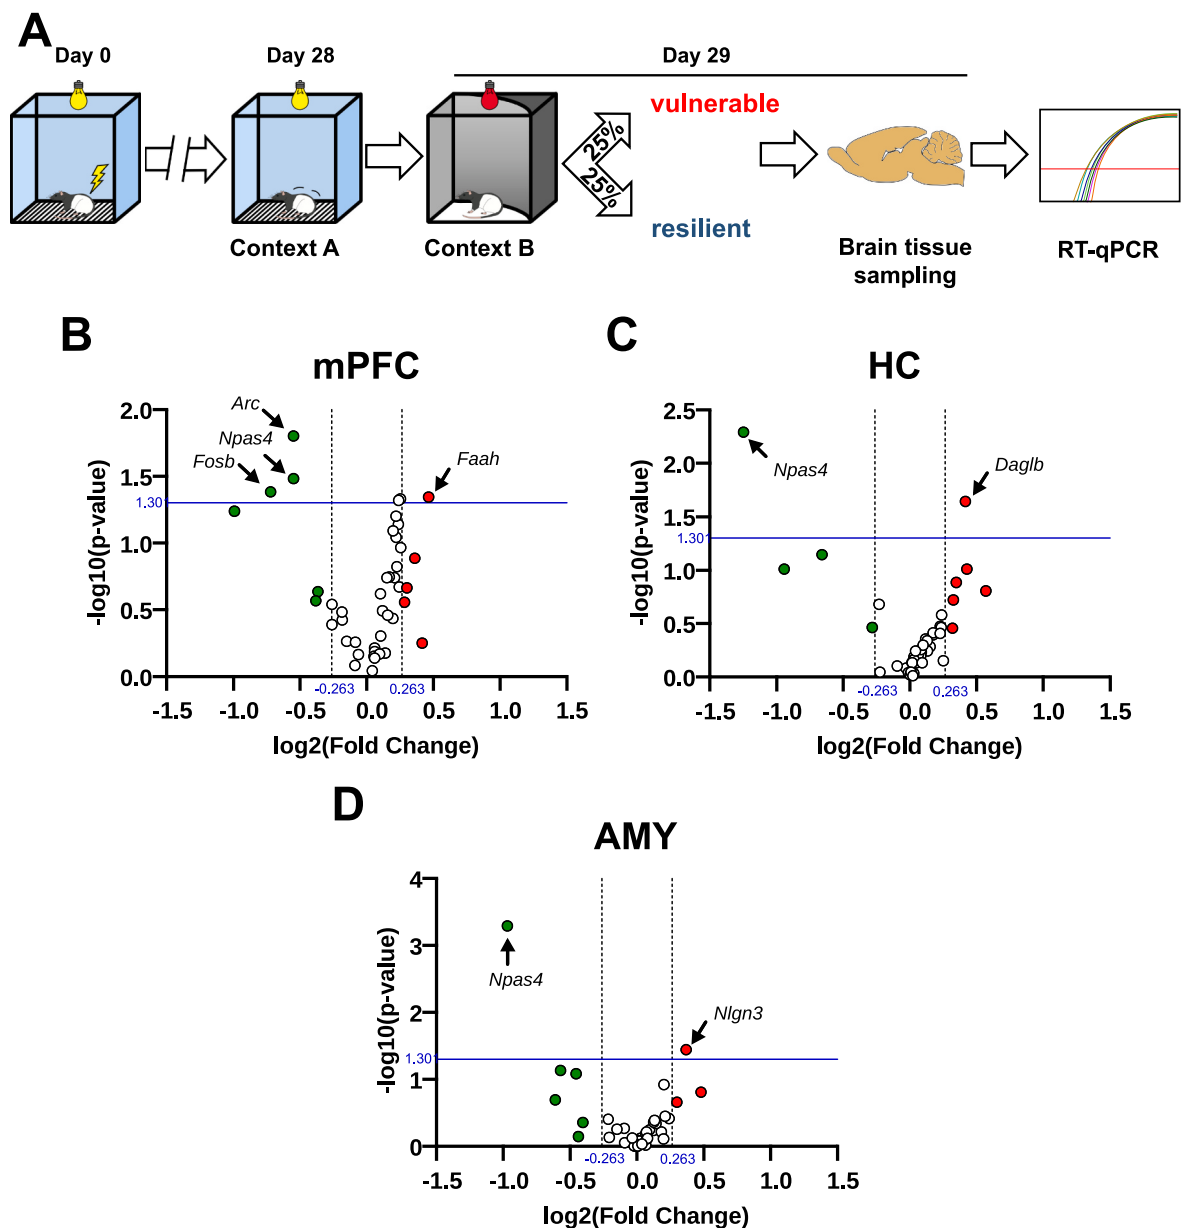 A
Day 0
Day 28
Day 29
vulnerable
25%
25%
resilient
Context A
Context B
Brain tissue
sampling
RT-qPCR
B
mPFC
-log10(p-value)
2.0
1.5
1.30
1.0
0.5
0.0
Arc
Npas4
Fosb
Faah
-0.263
0.263
-1.5
-1.0
-0.5
0.0
0.5
1.0
1.5
log2(Fold Change)
C
HC
-log10(p-value)
2.5
2.0
1.5
1.30
1.0
0.5
0.0
Npas4
Daglb
-0.263
0.263
-1.5
-1.0
-0.5
0.0
0.5
1.0
1.5
log2(Fold Change)
D
AMY
-log10(p-value)
4
3
2
1.30
1
0
Npas4
Nlgn3
-0.263
0.263
-1.5
-1.0
-0.5
0.0
0.5
1.0
1.5
log2(Fold Change)